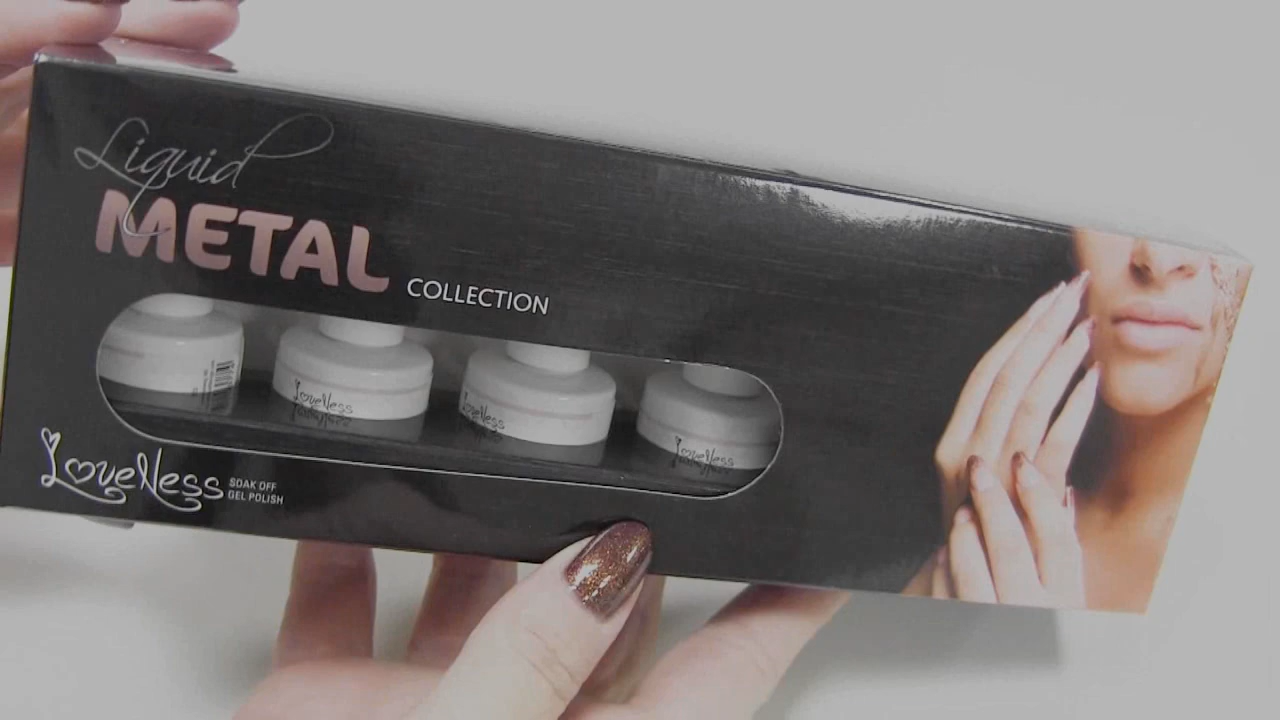 Liquid
METAL
COLLECTION
LoveNess
LoveNess
LoveNess
LoveNess
SOAK OFF
GEL POLISH